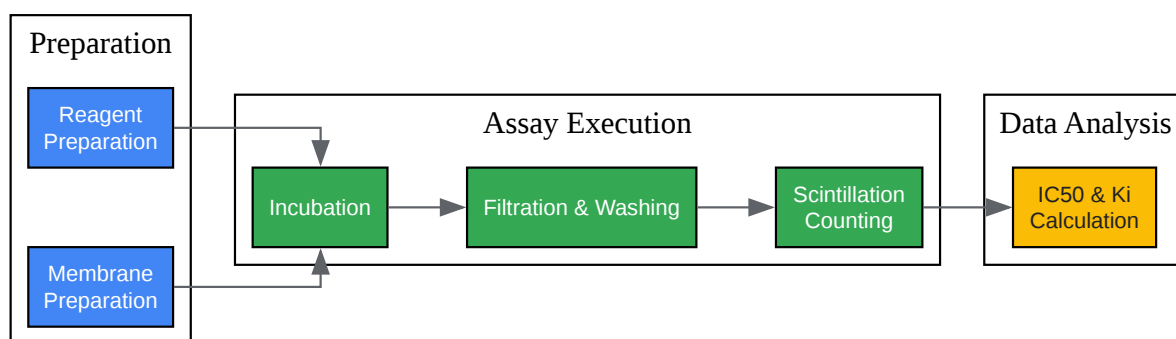 Preparation
Reagent
Preparation
Membrane
Preparation
Assay Execution
Incubation
Filtration & Washing
Scintillation
Counting
Data Analysis
IC50 & Ki
Calculation